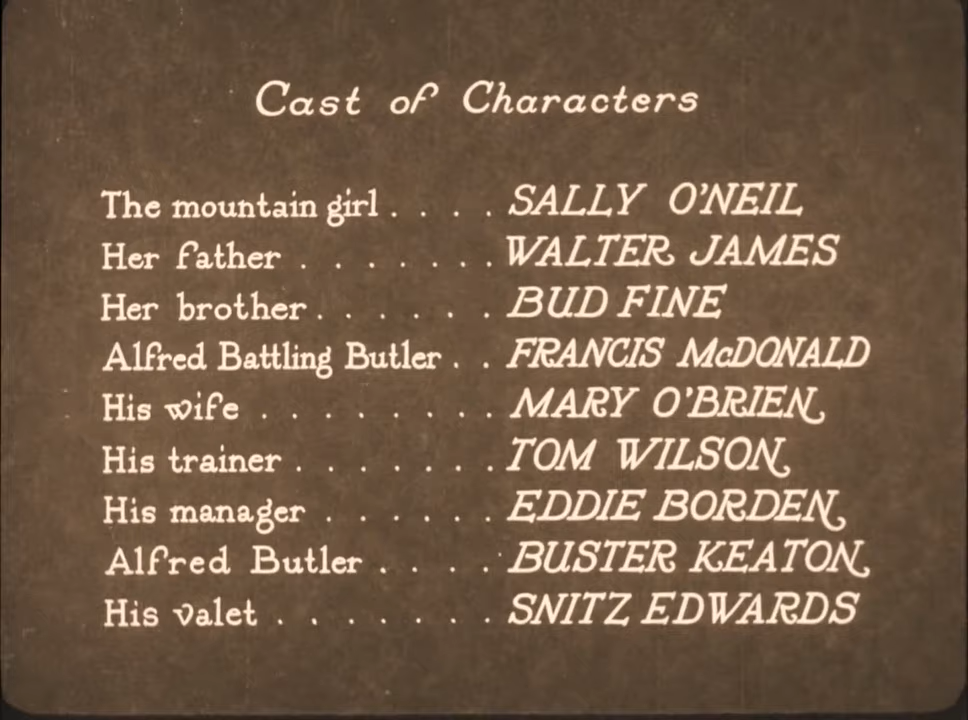 Cast of Characters
The mountain girl . . . . SALLY O'NEIL
Her father . . . . . . . WALTER JAMES
Her brother . . . . . . BUD FINE
Alfred Battling Butler . . FRANCIS McDONALD
His wife . . . . . . . . MARY O'BRIEN
His trainer . . . . . . . TOM WILSON
His manager . . . . . . EDDIE BORDEN
Alfred Butler . . . . BUSTER KEATON
His valet . . . . . . . SNITZ EDWARDS